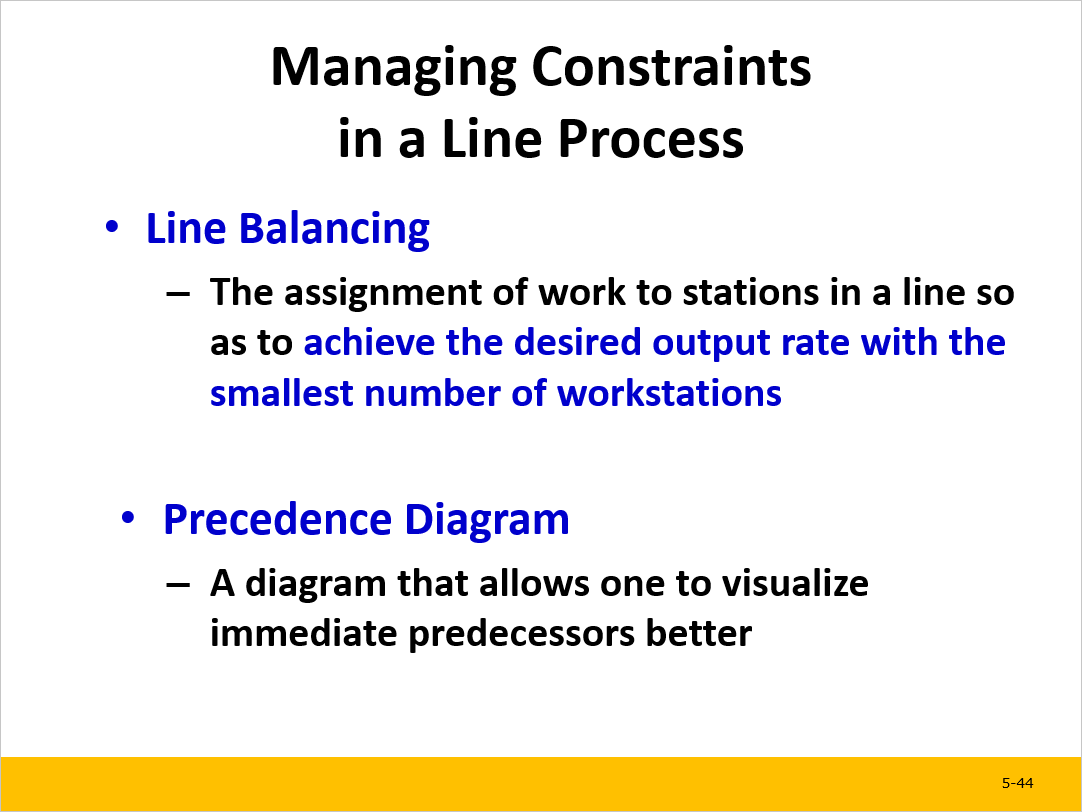 Managing Constraints
in a Line Process
• Line Balancing
– The assignment of work to stations in a line so
as to achieve the desired output rate with the
smallest number of workstations
• Precedence Diagram
– A diagram that allows one to visualize
immediate predecessors better
5-44